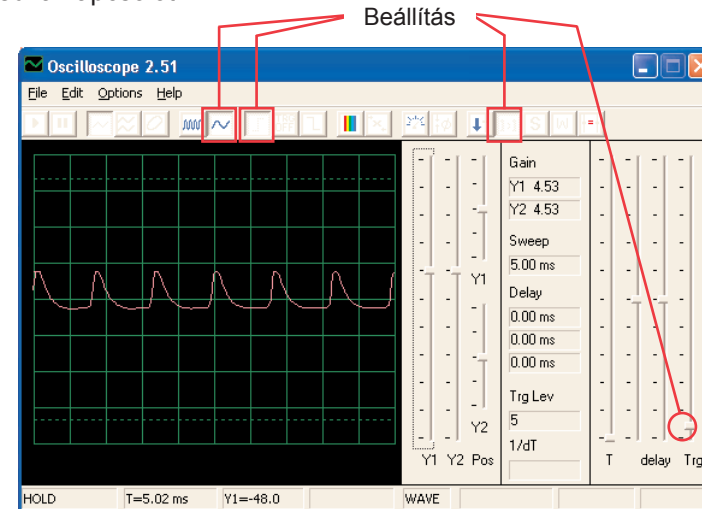 Beállítás
Oscilloscope 2.51
File Edit Options Help
Gain
Y1 4.53
Y2 4.53
Sweep
5.00 ms
Delay
0.00 ms
0.00 ms
0.00 ms
Trg Lev
5
1/dT
Y1
Y2
Y1 Y2 Pos
T delay Trg
HOLD T=5.02 ms Y1=-48.0 WAVE